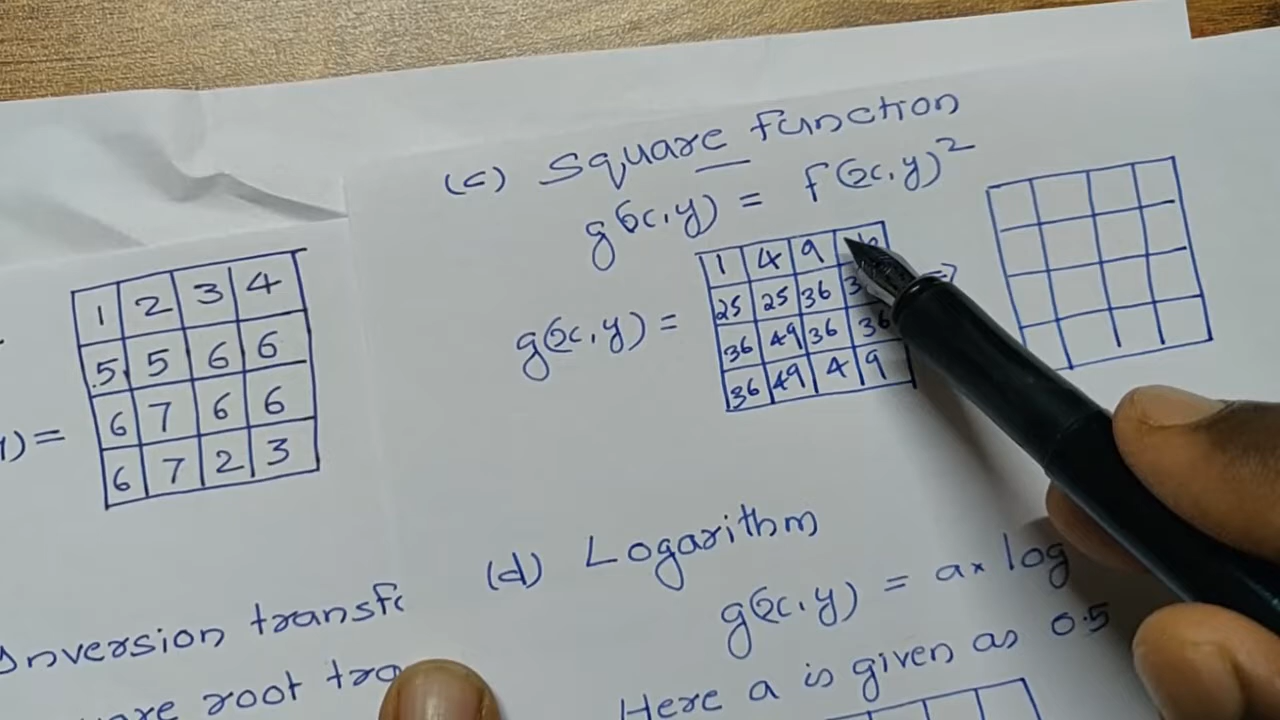 (c) Square function
g(x,y) = f(x,y)²
g(x,y) =
1 4 9
25 25 36
36 49 36 36
36 49 4 9
⇒
1 2 3 4
5 5 6 6
6 7 6 6
6 7 2 3
) =
(d) Logarithm
g(x,y) = a× log
Here a is given as 0.5
Inversion
root